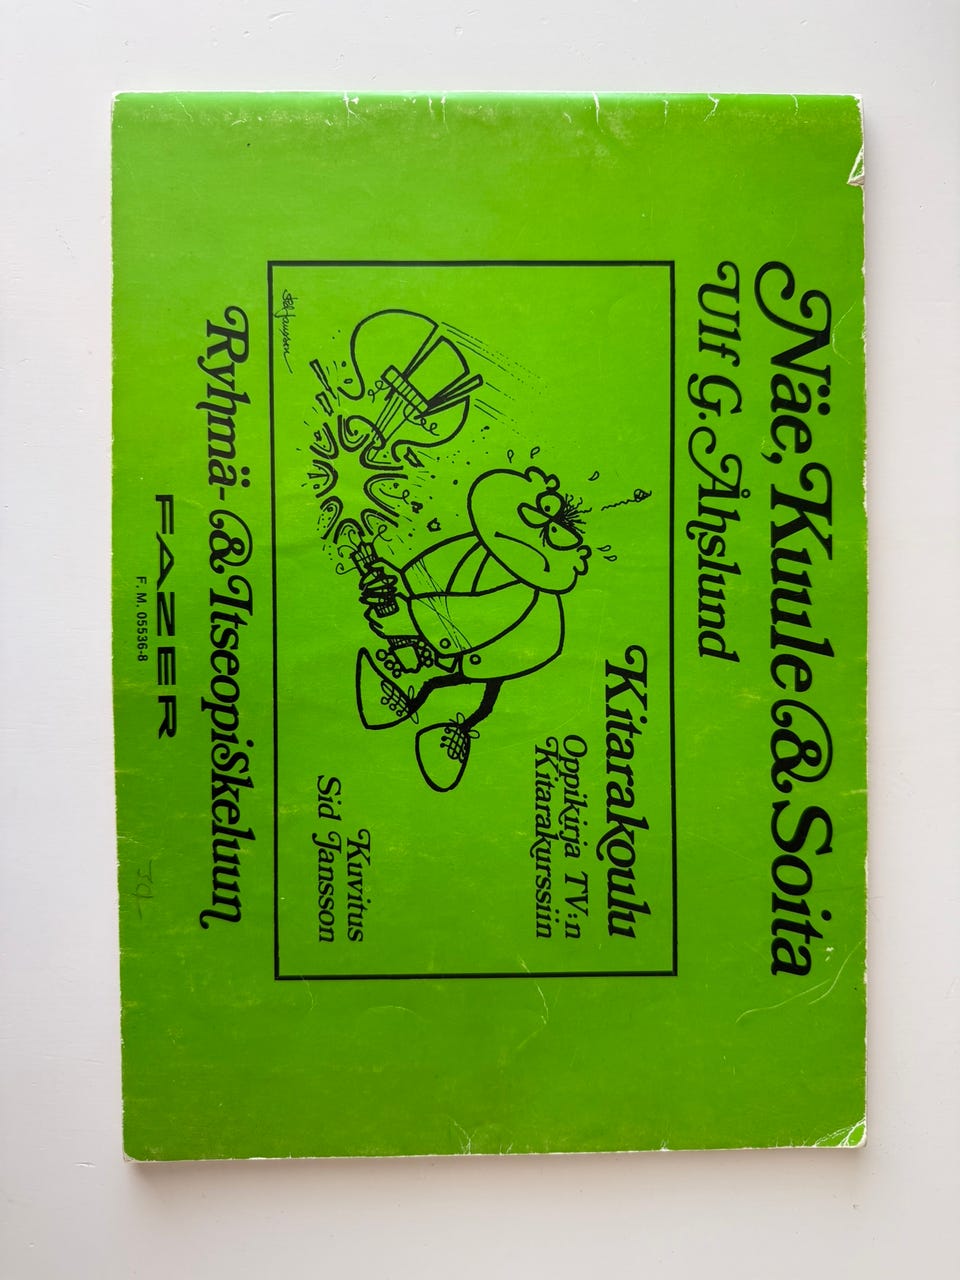 Näe, Kuule & Soita
Ulf G. Åhslund
Kitarakoulu
Oppikirja TV:n
Kitarakurssiin
Kuvitus
Sid Jansson
Ryhmä- & Itseopiskeluun
FAZER
F.M. 05536-8